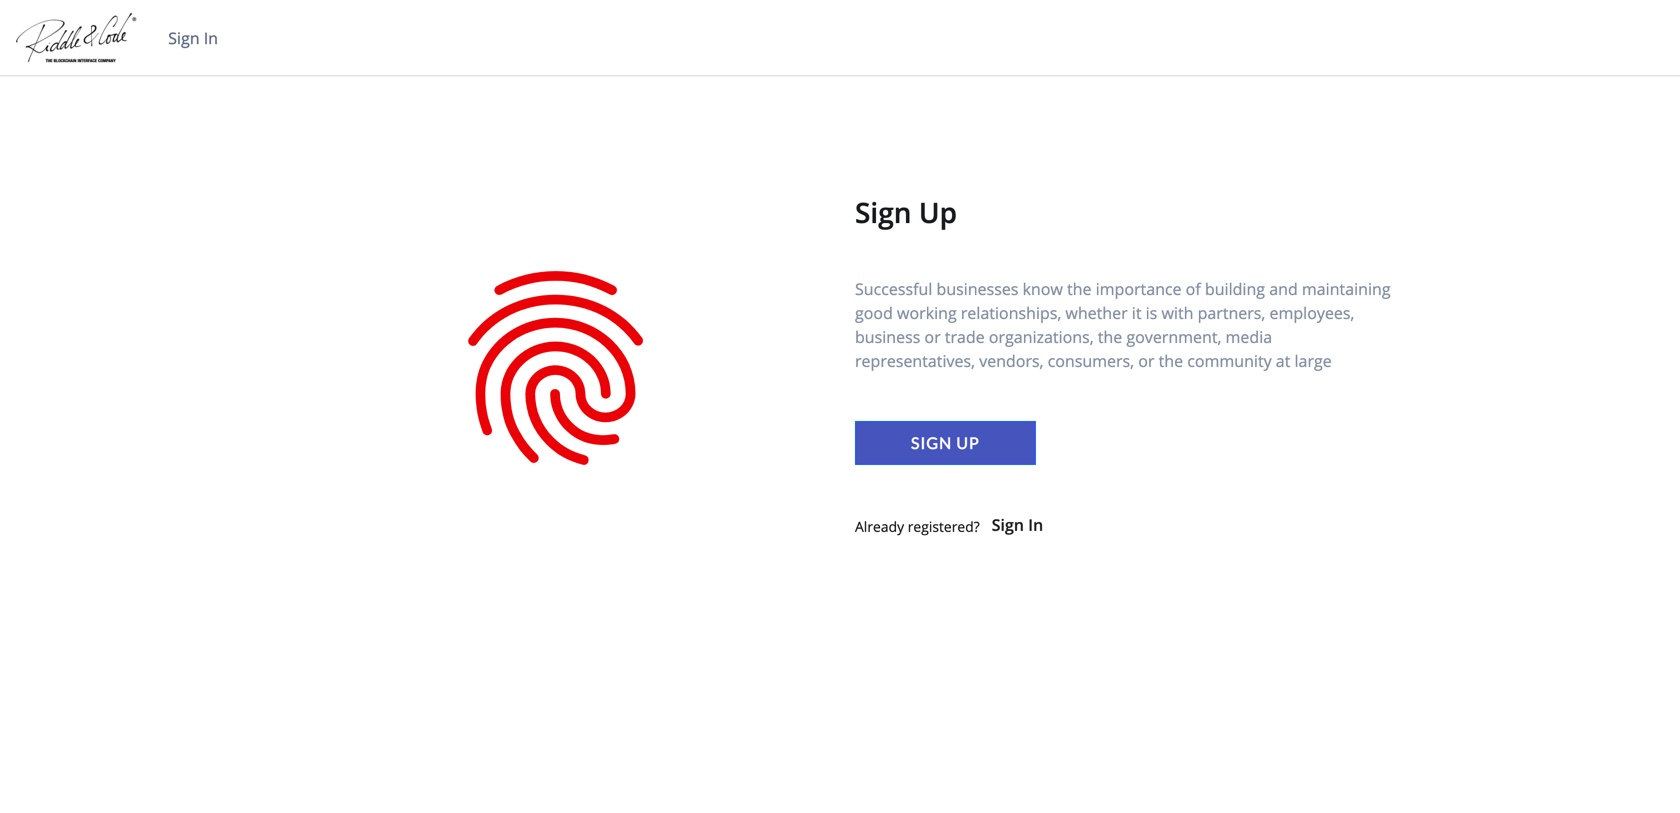 Riddle & Code®
THE BLOCKCHAIN INTERFACE COMPANY
Sign In
Sign Up
Successful businesses know the importance of building and maintaining
good working relationships, whether it is with partners, employees,
business or trade organizations, the government, media
representatives, vendors, consumers, or the community at large
SIGN UP
Already registered? Sign In